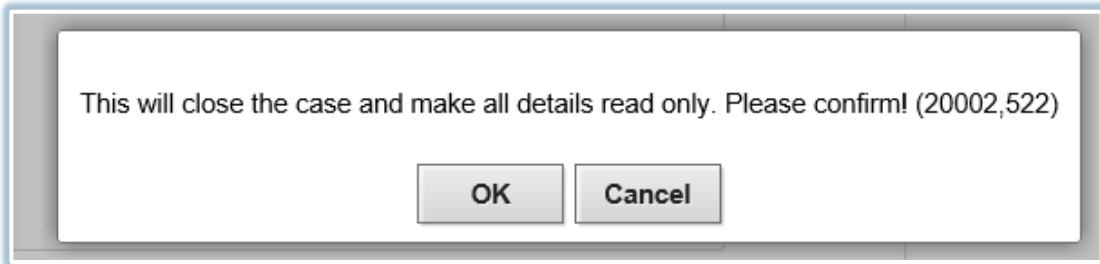 This will close the case and make all details read only. Please confirm! (20002,522)
OK
Cancel